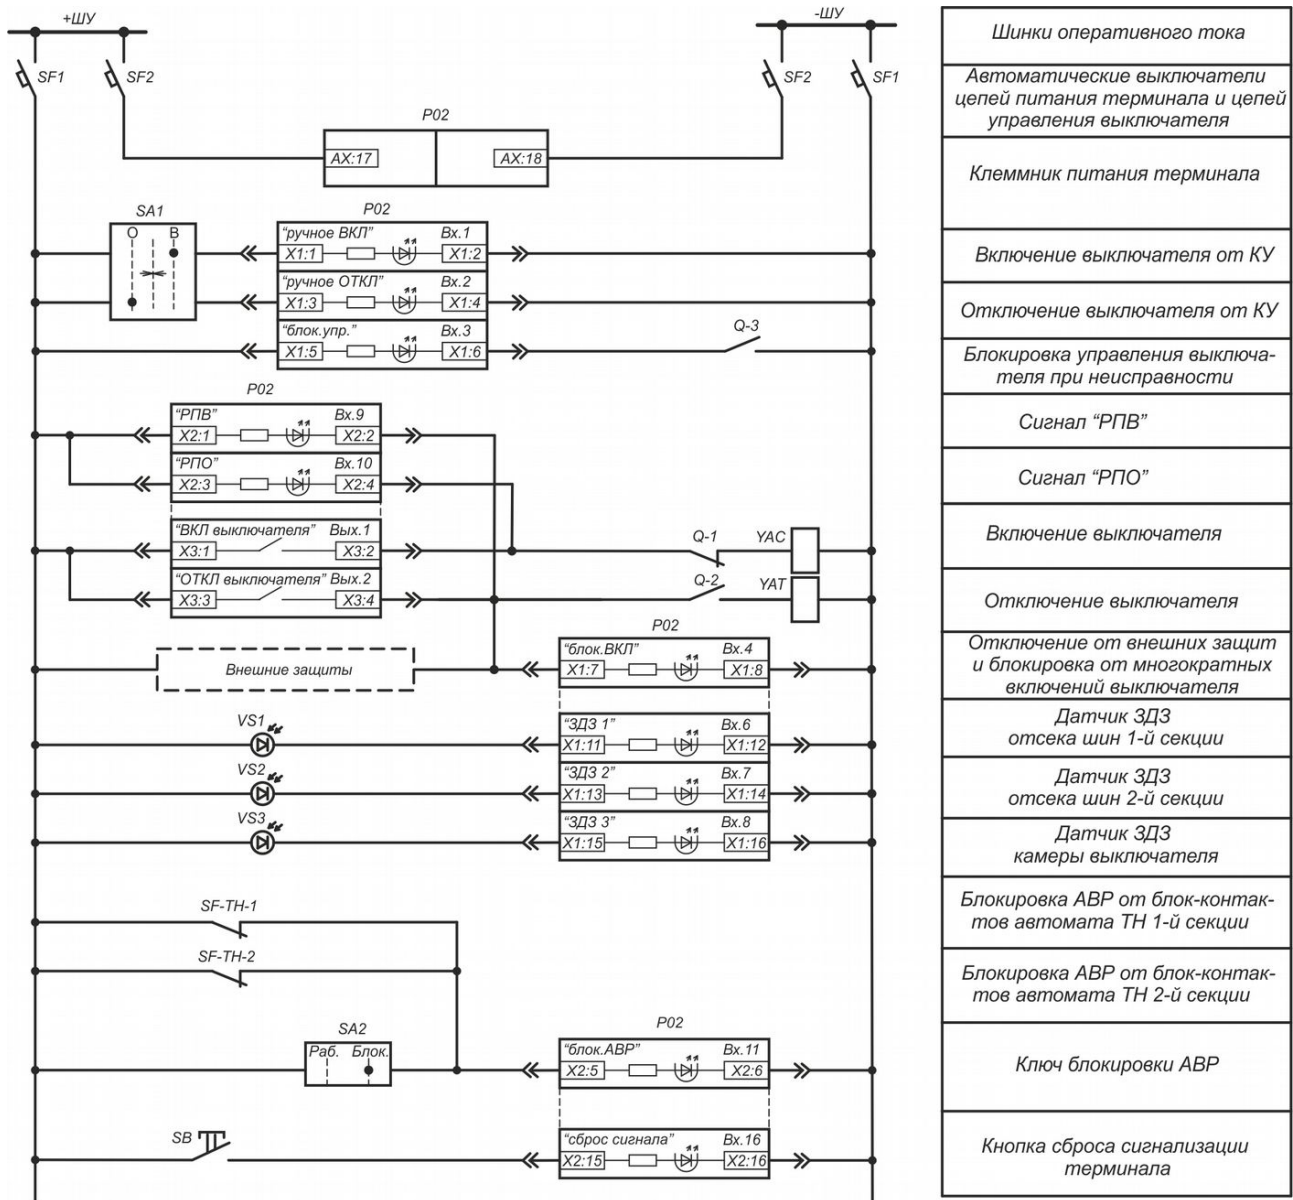 +ШУ
-ШУ
Шинки оперативного тока
SF1
SF2
SF2
SF1
Автоматические выключатели
цепей питания терминала и цепей
управления выключателя
P02
AX:17
AX:18
Клеммник питания терминала
SA1
O
B
P02
“ручное ВКЛ”
Вх.1
X1:1
X1:2
Включение выключателя от КУ
“ручное ОТКЛ”
Вх.2
X1:3
X1:4
Отключение выключателя от КУ
“блок.упр.”
Вх.3
X1:5
X1:6
Q-3
Блокировка управления выключа-
теля при неисправности
P02
“РПВ”
Вх.9
X2:1
X2:2
Сигнал “РПВ”
“РПО”
Вх.10
X2:3
X2:4
Сигнал “РПО”
“ВКЛ выключателя”
Вых.1
X3:1
X3:2
Q-1
YAC
Включение выключателя
“ОТКЛ выключателя”
Вых.2
X3:3
X3:4
Q-2
YAT
Отключение выключателя
Внешние защиты
P02
“блок.ВКЛ”
Вх.4
X1:7
X1:8
Отключение от внешних защит
и блокировка от многократных
включений выключателя
VS1
“ЗДЗ 1”
Вх.6
X1:11
X1:12
Датчик ЗДЗ
отсека шин 1-й секции
VS2
“ЗДЗ 2”
Вх.7
X1:13
X1:14
Датчик ЗДЗ
отсека шин 2-й секции
VS3
“ЗДЗ 3”
Вх.8
X1:15
X1:16
Датчик ЗДЗ
камеры выключателя
SF-TH-1
Блокировка АВР от блок-контак-
тов автомата ТН 1-й секции
SF-TH-2
Блокировка АВР от блок-контак-
тов автомата ТН 2-й секции
SA2
Раб.
Блок.
P02
“блок.АВР”
Вх.11
X2:5
X2:6
Ключ блокировки АВР
SB
“сброс сигнала”
Вх.16
X2:15
X2:16
Кнопка сброса сигнализации
терминала